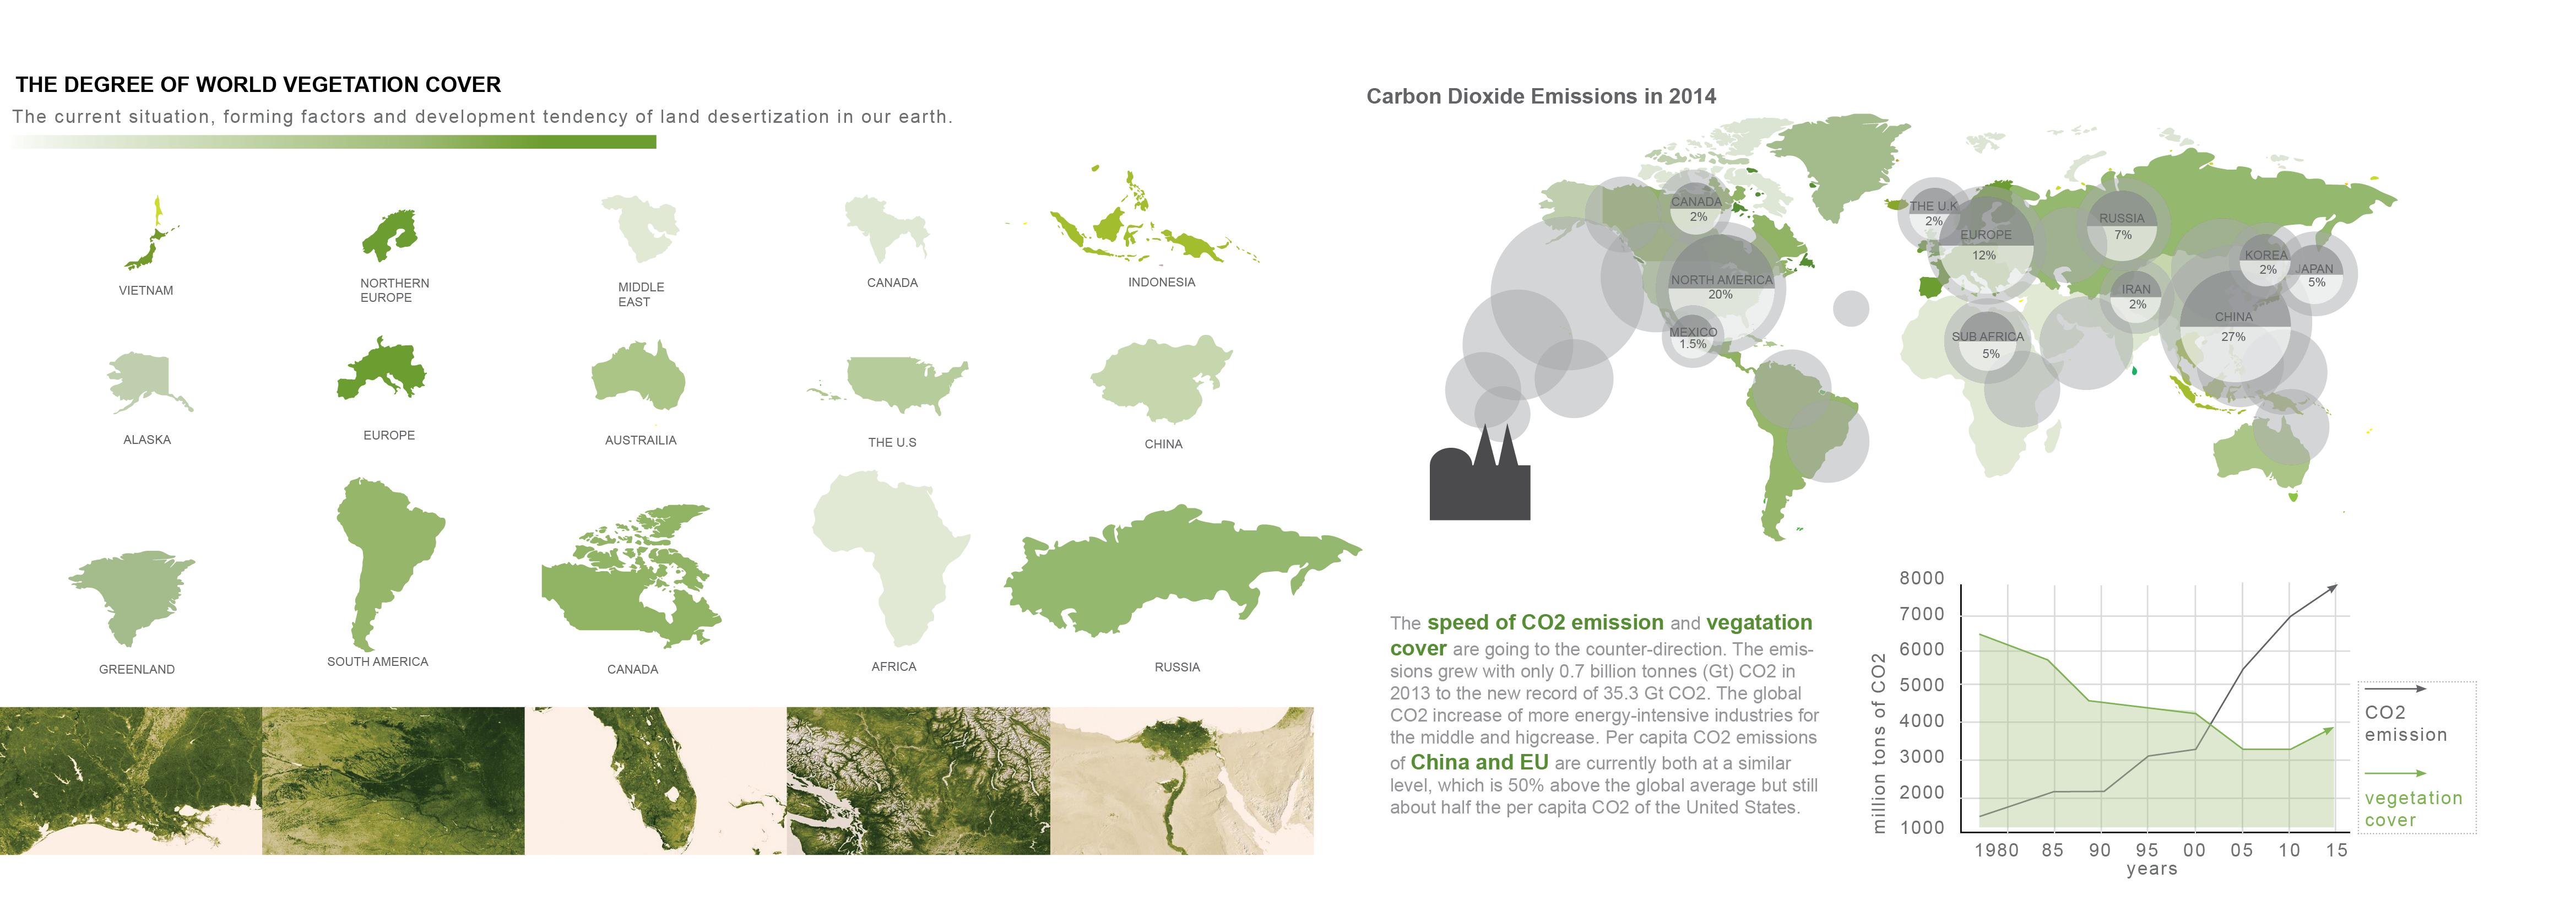 THE DEGREE OF WORLD VEGETATION COVER
The current situation, forming factors and development tendency of land desertization in our earth.
VIETNAM
NORTHERN
EUROPE
MIDDLE
EAST
CANADA
INDONESIA
ALASKA
EUROPE
AUSTRAILIA
THE U.S
CHINA
GREENLAND
SOUTH AMERICA
CANADA
AFRICA
RUSSIA
Carbon Dioxide Emissions in 2014
CANADA
2%
NORTH AMERICA
20%
MEXICO
1.5%
THE U.K
2%
EUROPE
12%
RUSSIA
7%
KOREA
2%
JAPAN
5%
IRAN
2%
CHINA
27%
SUB AFRICA
5%
The speed of CO2 emission and vegatation
cover are going to the counter-direction. The emis-
sions grew with only 0.7 billion tonnes (Gt) CO2 in
2013 to the new record of 35.3 Gt CO2. The global
CO2 increase of more energy-intensive industries for
the middle and higcrease. Per capita CO2 emissions
of China and EU are currently both at a similar
level, which is 50% above the global average but still
about half the per capita CO2 of the United States.
million tons of CO2
8000
7000
6000
5000
4000
3000
2000
1000
1980 85 90 95 00 05 10 15
years
CO2
emission
vegetation
cover